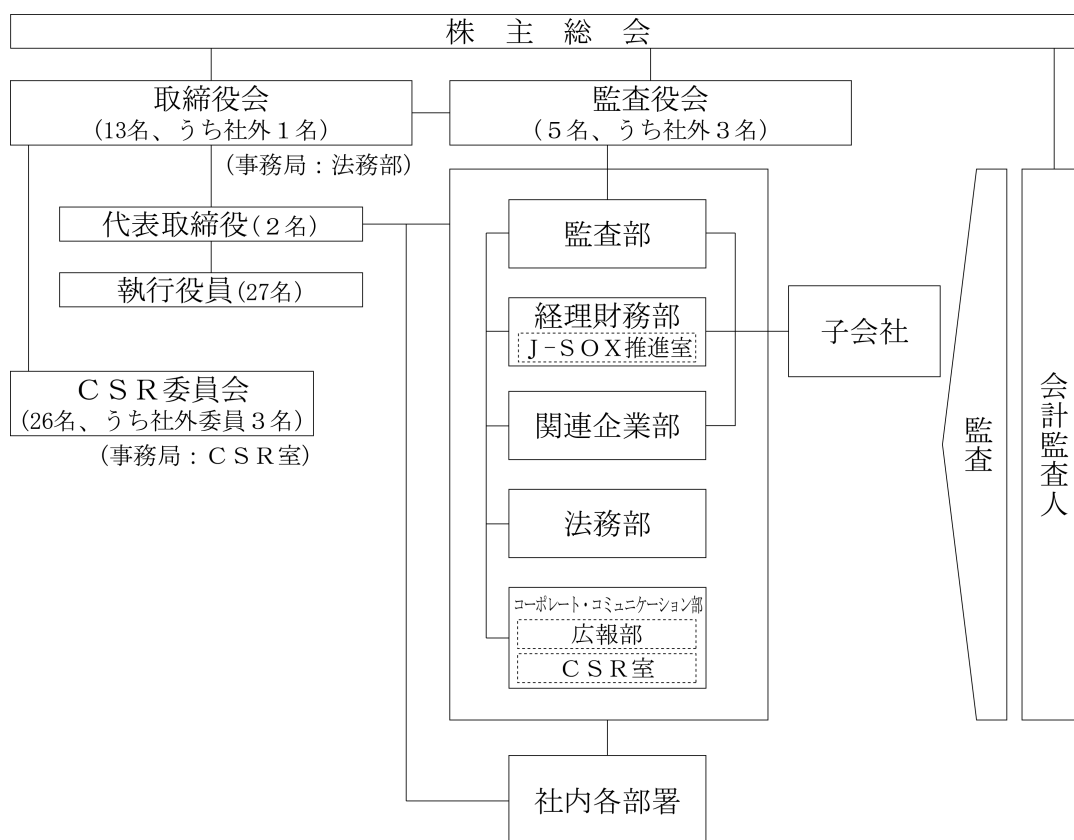 株主総会
取締役会
(13名、うち社外1名)
(事務局：法務部)
監査役会
(5名、うち社外3名)
代表取締役(2名)
執行役員(27名)
CSR委員会
(26名、うち社外委員3名)
(事務局：CSR室)
監査部
経理財務部
J-SOX推進室
関連企業部
法務部
コーポレート・コミュニケーション部
広報部
CSR室
社内各部署
子会社
監査
会計監査人